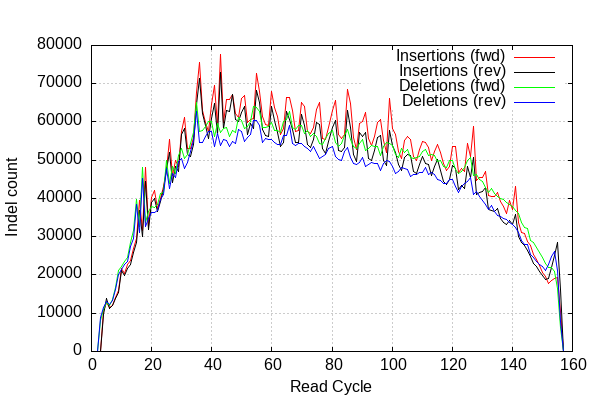 80000
70000
60000
50000
40000
30000
20000
10000
0
Indel count
Insertions (fwd)
Insertions (rev)
Deletions (fwd)
Deletions (rev)
0 20 40 60 80 100 120 140 160
Read Cycle